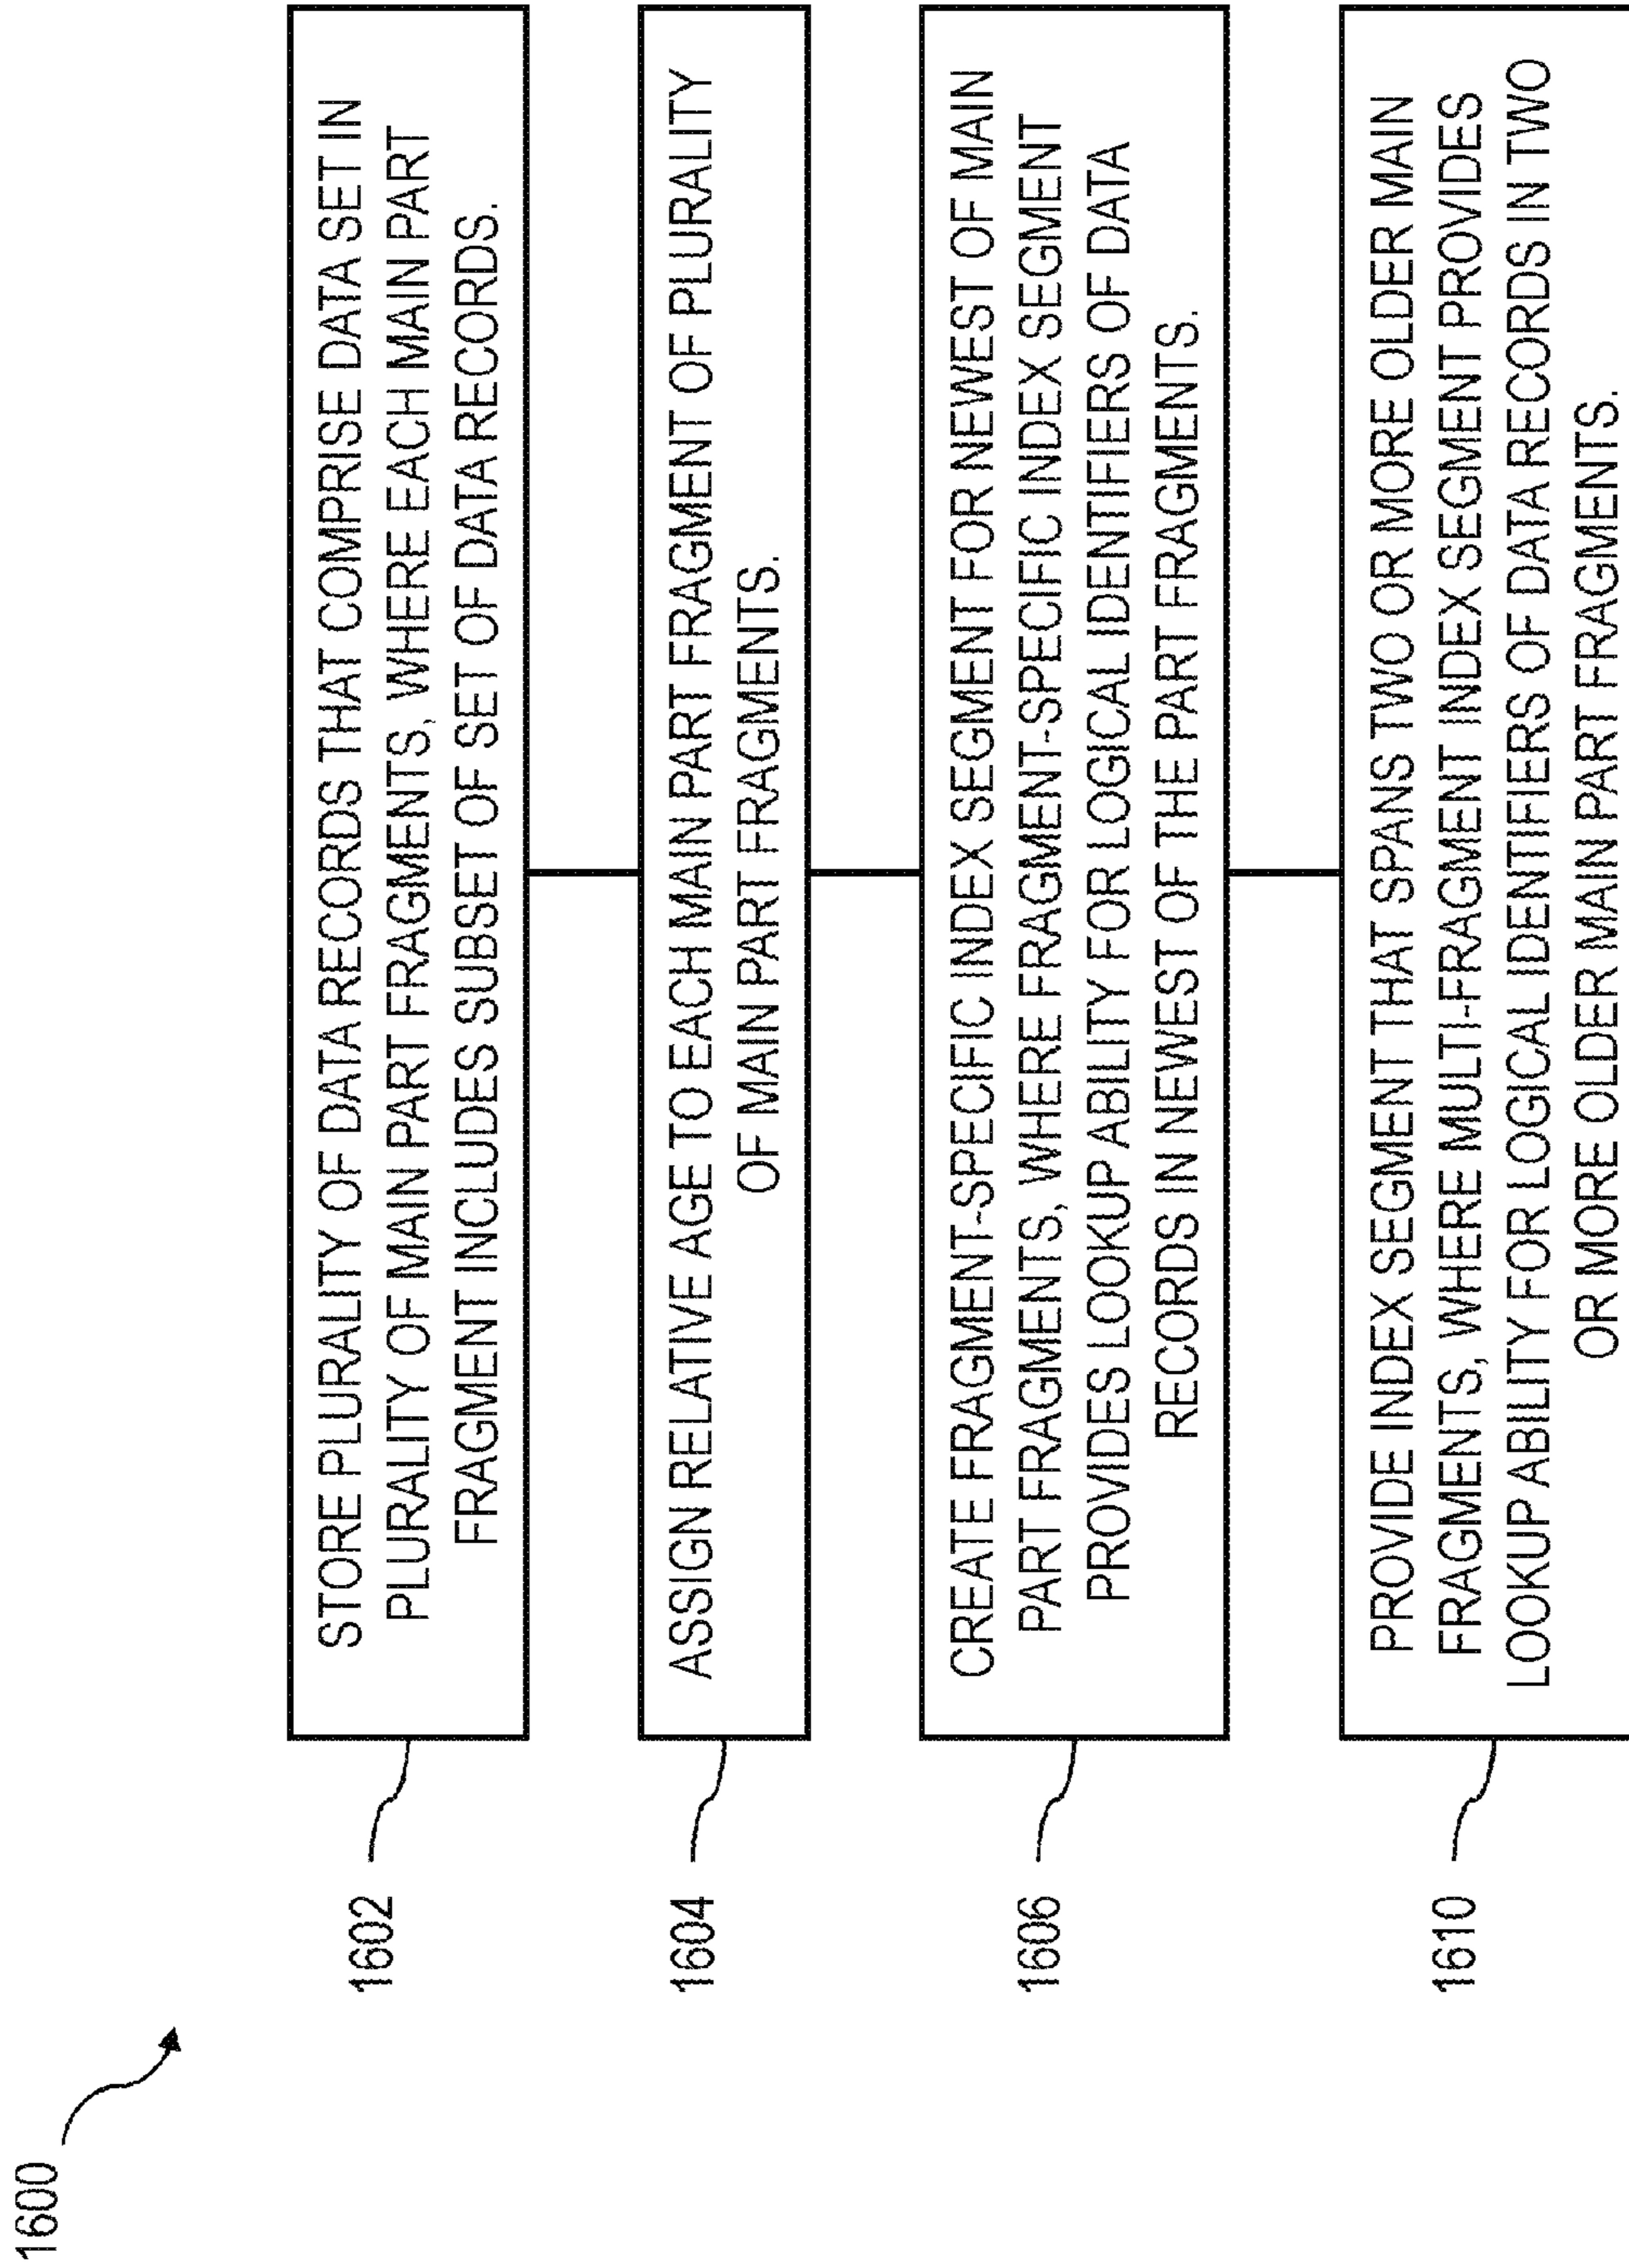 1600
1602
STORE PLURALITY OF DATA RECORDS THAT COMPRISE DATA SET IN
PLURALITY OF MAIN PART FRAGMENTS, WHERE EACH MAIN PART
FRAGMENT INCLUDES SUBSET OF SET OF DATA RECORDS.
1604
ASSIGN RELATIVE AGE TO EACH MAIN PART FRAGMENT OF PLURALITY
OF MAIN PART FRAGMENTS.
1606
CREATE FRAGMENT-SPECIFIC INDEX SEGMENT FOR NEWEST OF MAIN
PART FRAGMENTS, WHERE FRAGMENT-SPECIFIC INDEX SEGMENT
PROVIDES LOOKUP ABILITY FOR LOGICAL IDENTIFIERS OF DATA
RECORDS IN NEWEST OF THE PART FRAGMENTS.
1610
PROVIDE INDEX SEGMENT THAT SPANS TWO OR MORE OLDER MAIN
FRAGMENTS, WHERE MULTI-FRAGMENT INDEX SEGMENT PROVIDES
LOOKUP ABILITY FOR LOGICAL IDENTIFIERS OF DATA RECORDS IN TWO
OR MORE OLDER MAIN PART FRAGMENTS.